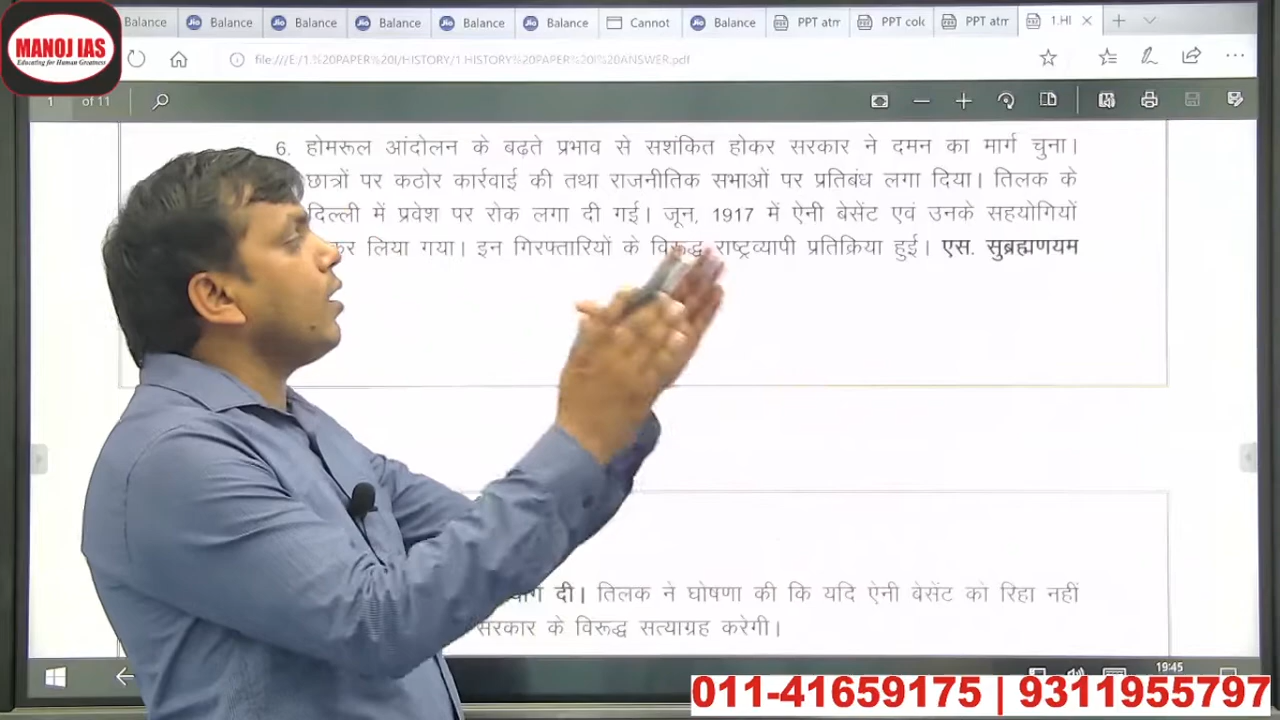 MANOJ IAS
Educating for Human Greatness
Balance Balance Balance Balance Balance Balance Cannot Balance PPT atm PPT cok PPT atm 1.HI
file:///E:/1.%20PAPER%20I/HISTORY/1.HISTORY%20PAPER%20I%20ANSWER.pdf
1 of 11
6. होमरूल आंदोलन के बढ़ते प्रभाव से सशंकित होकर सरकार ने दमन का मार्ग चुना।
छात्रों पर कठोर कार्रवाई की तथा राजनीतिक सभाओं पर प्रतिबंध लगा दिया। तिलक के
दिल्ली में प्रवेश पर रोक लगा दी गई। जून, 1917 में ऐनी बेसेंट एवं उनके सहयोगियों
कर लिया गया। इन गिरफ्तारियों के विरूद्ध राष्ट्रव्यापी प्रतिक्रिया हुई। एस. सुब्रह्मणयम
दी। तिलक ने घोषणा की कि यदि ऐनी बेसेंट को रिहा नहीं
सरकार के विरूद्ध सत्याग्रह करेगी।
19:45
011-41659175 | 9311955797